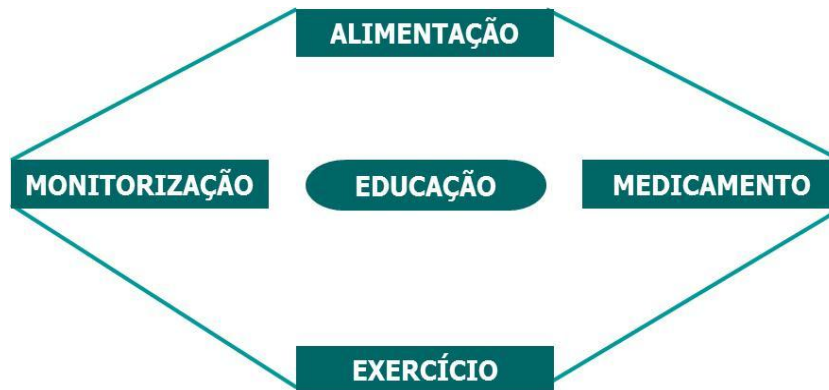 ALIMENTAÇÃO
MONITORIZAÇÃO
EDUCAÇÃO
MEDICAMENTO
EXERCÍCIO